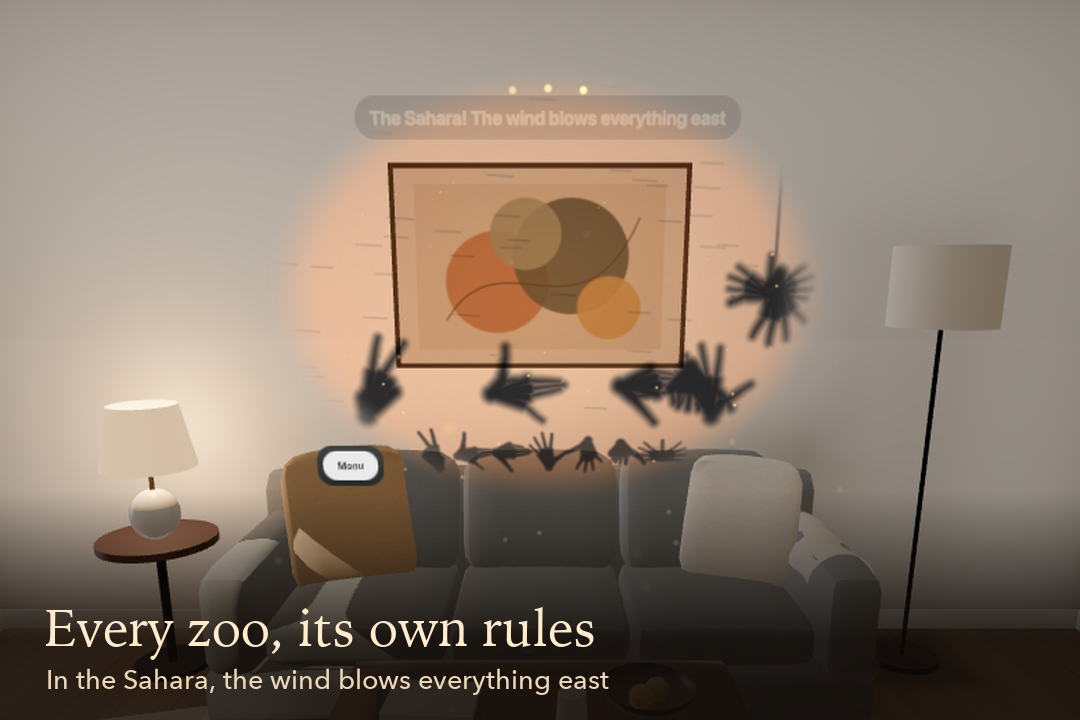 The Sahara! The wind blows everything east
Menu
Every zoo, its own rules
In the Sahara, the wind blows everything east